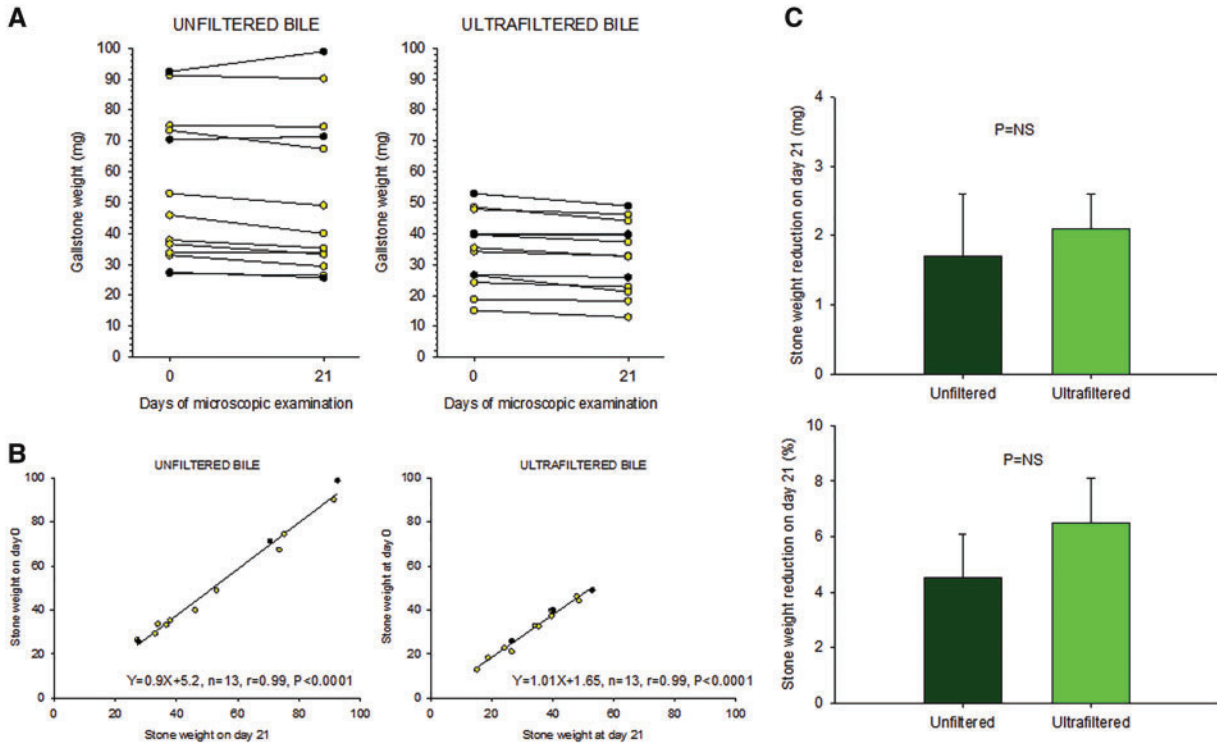 A
UNFILTERED BILE
100
90
80
70
60
50
40
30
20
10
0
Gallstone weight (mg)
0 21
Days of microscopic examination
ULTRAFILTERED BILE
100
90
80
70
60
50
40
30
20
10
0
Gallstone weight (mg)
0 21
Days of microscopic examination
B
UNFILTERED BILE
100
80
60
40
20
0
Stone weight on day 0
Y=0.9X+5.2, n=13, r=0.99, P<0.0001
0 20 40 60 80 100
Stone weight on day 21
ULTRAFILTERED BILE
100
80
60
40
20
0
Stone weight at day 0
Y=1.01X+1.65, n=13, r=0.99, P<0.0001
0 20 40 60 80 100
Stone weight at day 21
C
4
3
2
1
0
Stone weight reduction on day 21 (mg)
P=NS
Unfiltered Ultrafiltered
10
8
6
4
2
0
Stone weight reduction on day 21 (%)
P=NS
Unfiltered Ultrafiltered